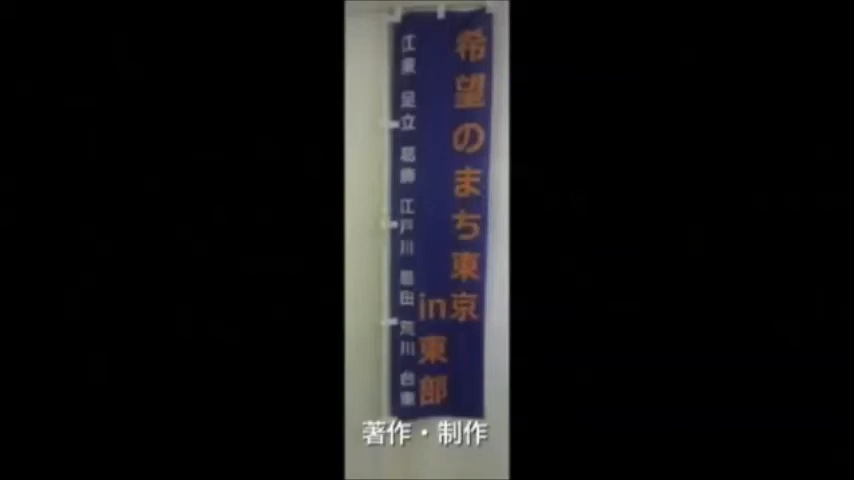 希望のまち東京
in東部
江東 足立 葛飾 江戸川 墨田 荒川 台東
著作・制作